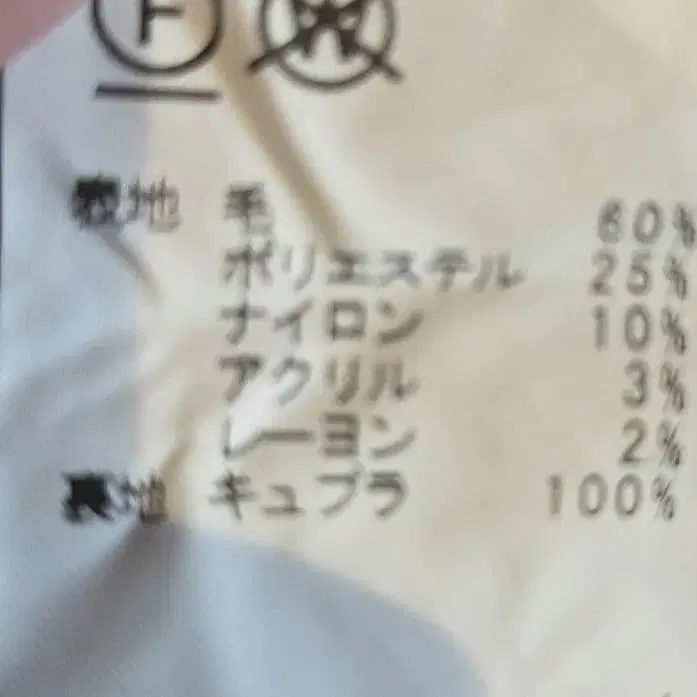 F W
表地 毛 60%
ポリエステル 25%
ナイロン 10%
アクリル 3%
レーヨン 2%
裏地 キュプラ 100%